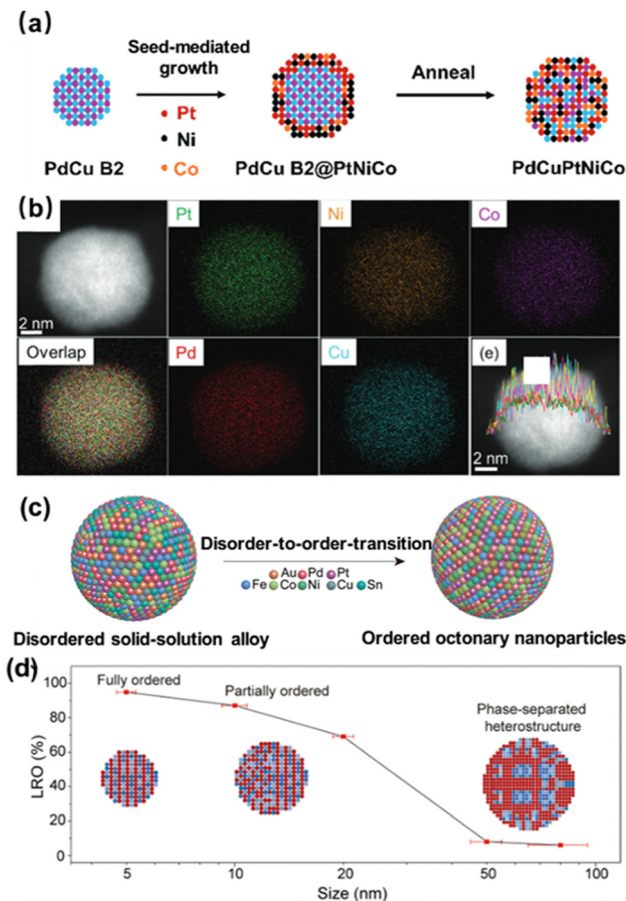 (a)
Seed-mediated
growth
Anneal
Pt
Ni
Co
PdCu B2
PdCu B2@PtNiCo
PdCuPtNiCo
(b)
2 nm
Pt
Ni
Co
Overlap
Pd
Cu
(e)
2 nm
(c)
Disorder-to-order-transition
Au Pd Pt
Fe Co Ni Cu Sn
Disordered solid-solution alloy
Ordered octonary nanoparticles
(d)
100
80
60
40
20
0
LRO (%)
Fully ordered
Partially ordered
Phase-separated
heterostructure
5
10
20
50
100
Size (nm)